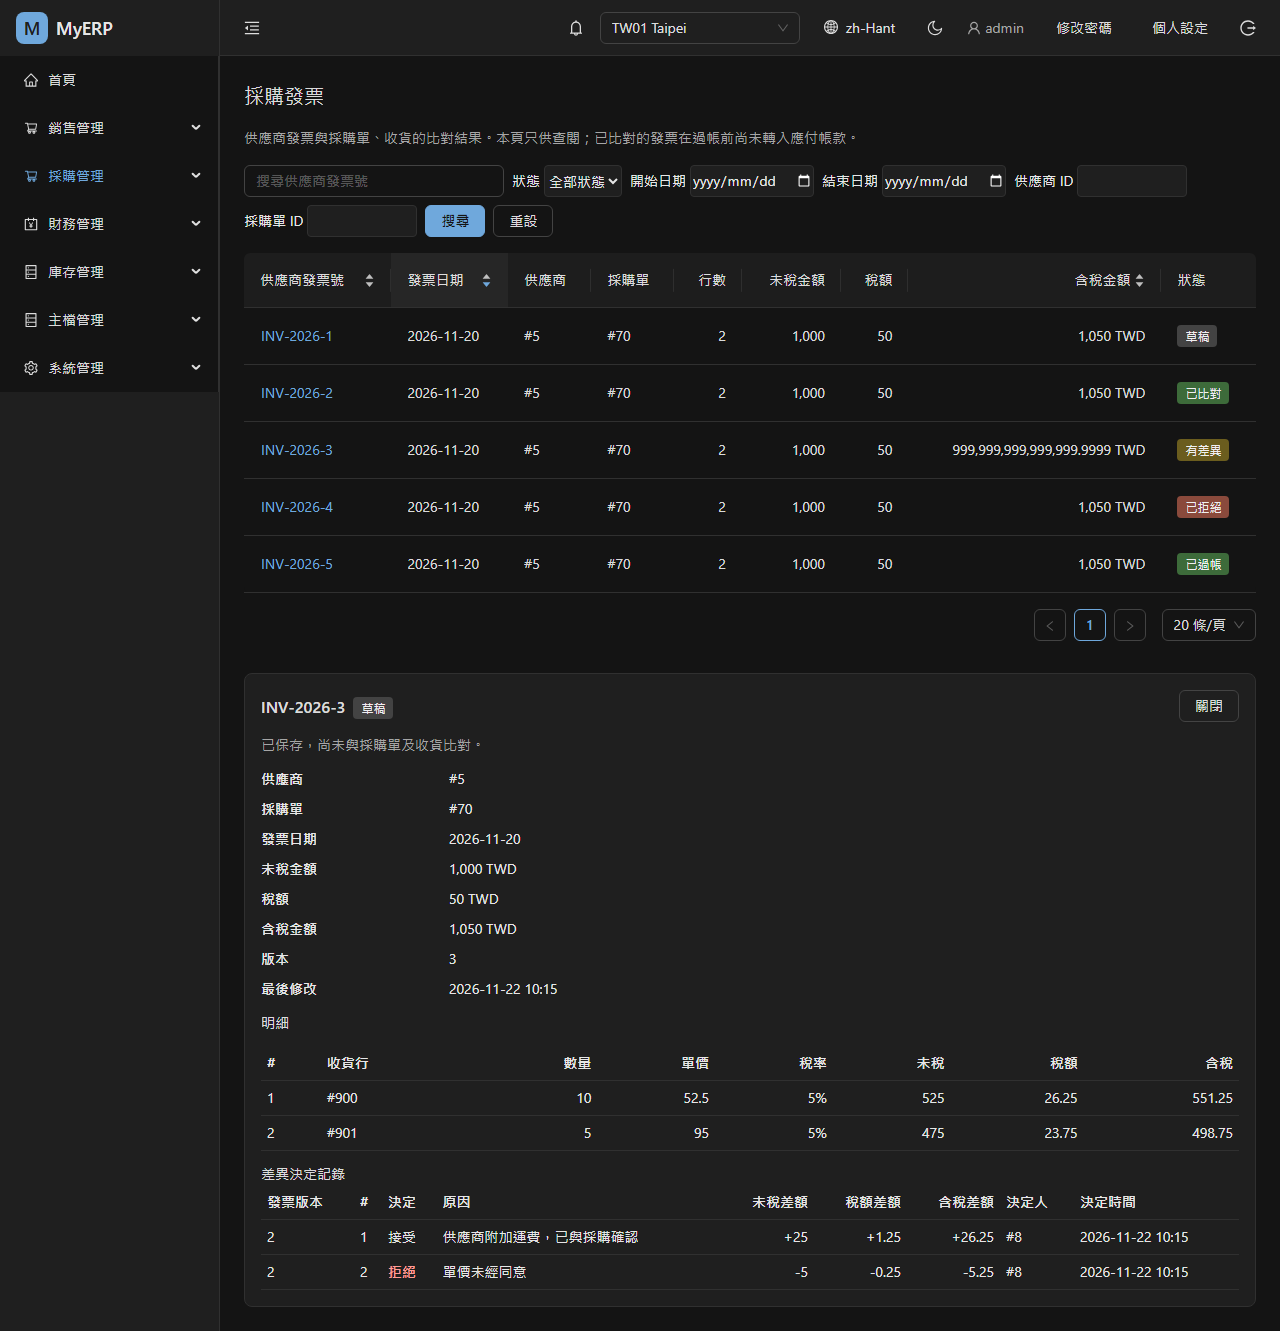 M MyERP
TW01 Taipei zh-Hant admin 修改密碼 個人設定
首頁
銷售管理
採購管理
財務管理
庫存管理
主檔管理
系統管理
採購發票
供應商發票與採購單、收貨的比對結果。本頁只供查閱；已比對的發票在過帳前尚未轉入應付帳款。
搜尋供應商發票號 狀態 全部狀態 開始日期 yyyy/mm/dd 結束日期 yyyy/mm/dd 供應商 ID
採購單 ID 搜尋 重設
供應商發票號 發票日期 供應商 採購單 行數 未稅金額 稅額 含稅金額 狀態
INV-2026-1 2026-11-20 #5 #70 2 1,000 50 1,050 TWD 草稿
INV-2026-2 2026-11-20 #5 #70 2 1,000 50 1,050 TWD 已比對
INV-2026-3 2026-11-20 #5 #70 2 1,000 50 999,999,999,999,999.9999 TWD 有差異
INV-2026-4 2026-11-20 #5 #70 2 1,000 50 1,050 TWD 已拒絕
INV-2026-5 2026-11-20 #5 #70 2 1,000 50 1,050 TWD 已過帳
< 1 > 20 條/頁
INV-2026-3 草稿 關閉
已保存，尚未與採購單及收貨比對。
供應商 #5
採購單 #70
發票日期 2026-11-20
未稅金額 1,000 TWD
稅額 50 TWD
含稅金額 1,050 TWD
版本 3
最後修改 2026-11-22 10:15
明細
# 收貨行 數量 單價 稅率 未稅 稅額 含稅
1 #900 10 52.5 5% 525 26.25 551.25
2 #901 5 95 5% 475 23.75 498.75
差異決定記錄
發票版本 # 決定 原因 未稅差額 稅額差額 含稅差額 決定人 決定時間
2 1 接受 供應商附加運費，已與採購確認 +25 +1.25 +26.25 #8 2026-11-22 10:15
2 2 拒絕 單價未經同意 -5 -0.25 -5.25 #8 2026-11-22 10:15